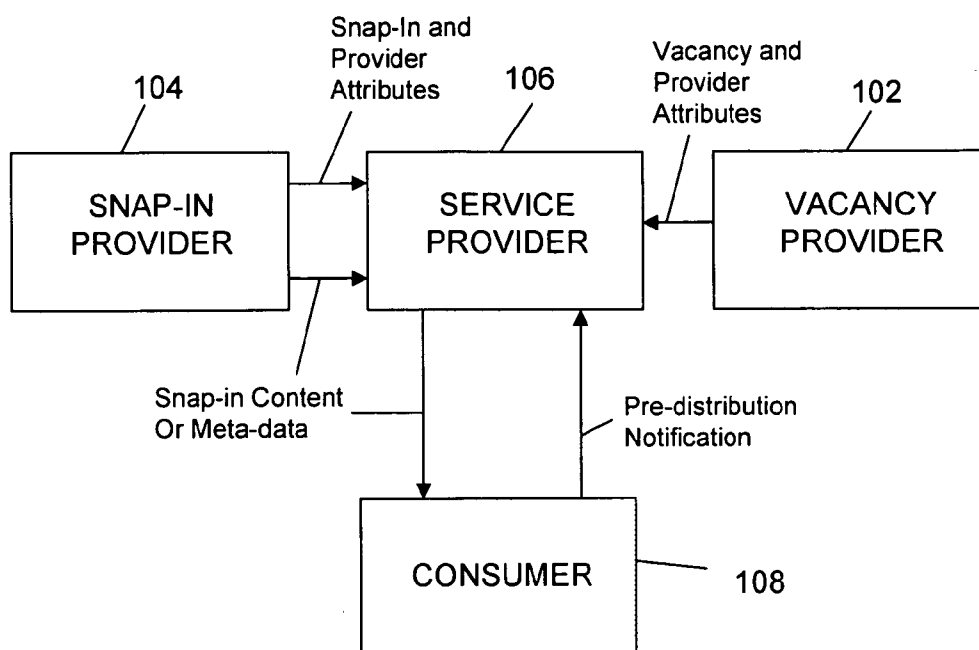 Snap-In and
Provider
Attributes
Vacancy and
Provider
Attributes
104
106
102
SNAP-IN
PROVIDER
SERVICE
PROVIDER
VACANCY
PROVIDER
Snap-in Content
Or Meta-data
Pre-distribution
Notification
CONSUMER
108